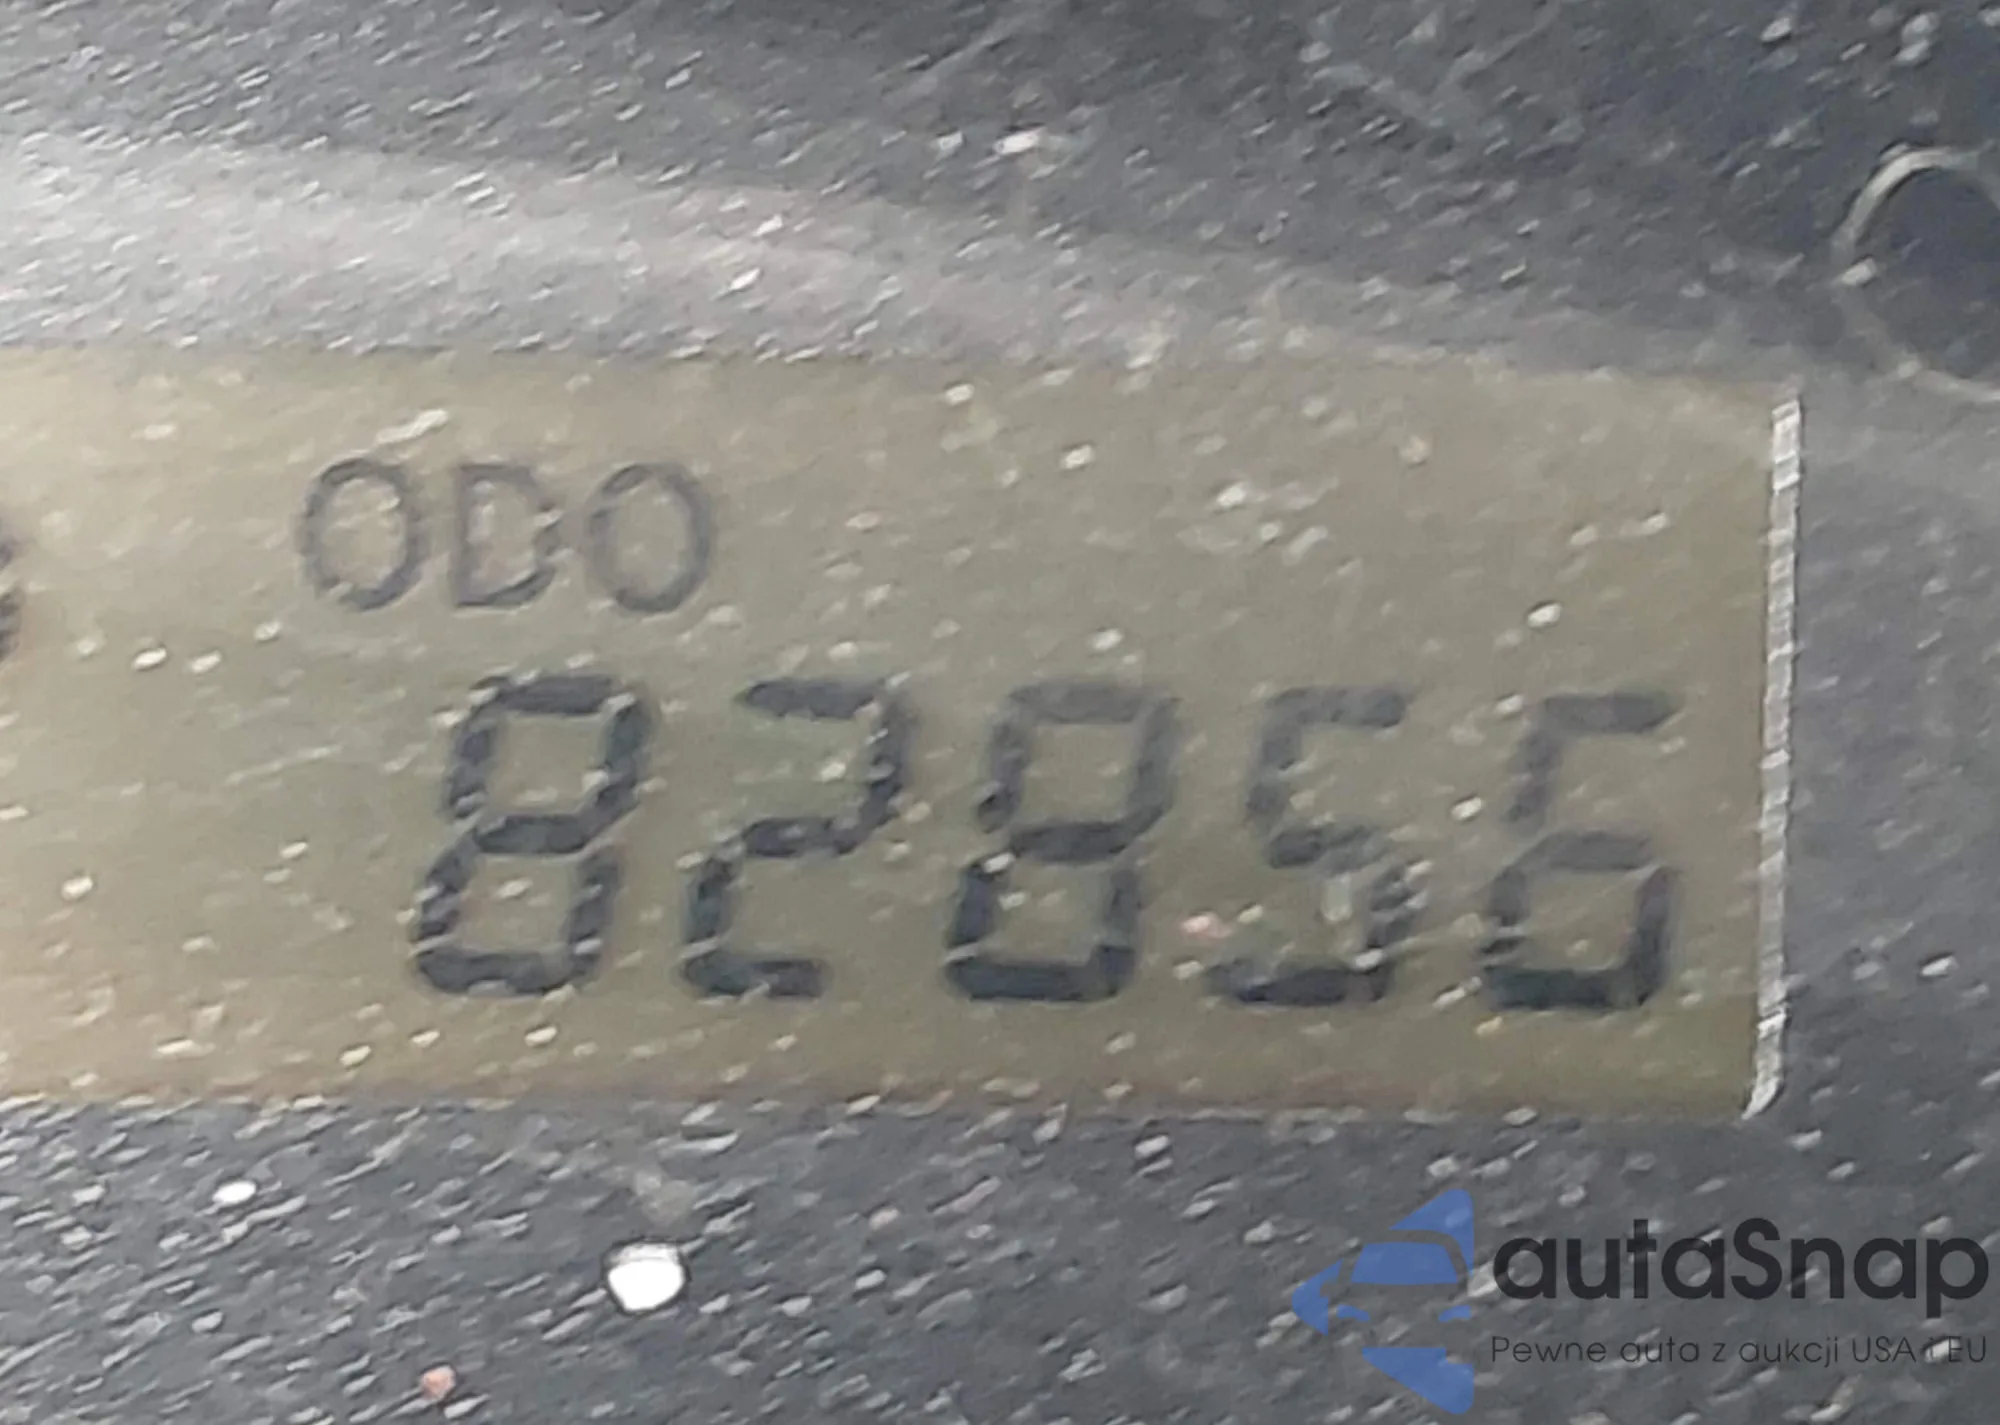 ODO
82856
autaSnap
Pewne auta z aukcji USA i EU